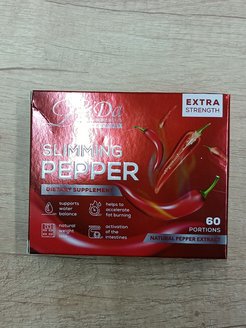 EXTRA
STRENGTH
SLIMMING
PEPPER
DIETARY SUPPLEMENT
supports
water
balance
helps to
accelerate
fat burning
natural
weight
activation
of the
intestines
60
PORTIONS
NATURAL PEPPER EXTRACT